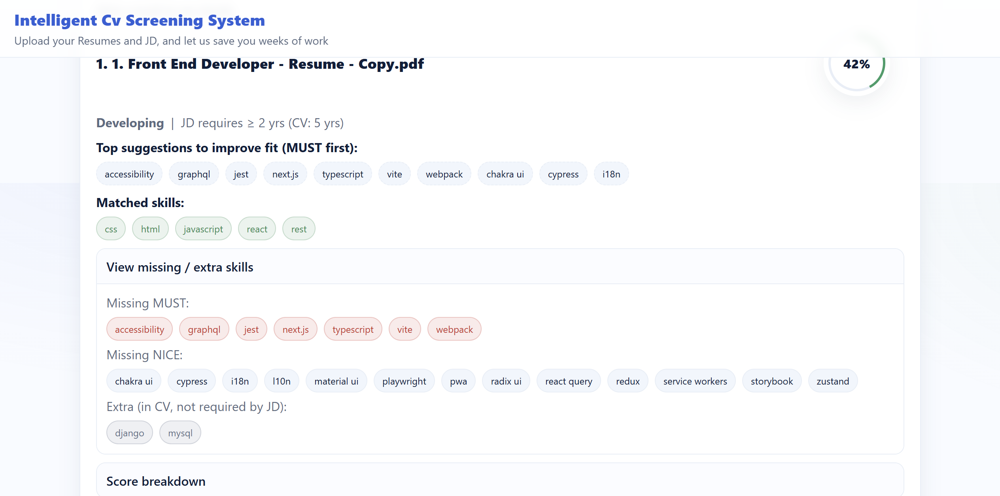 Intelligent Cv Screening System
Upload your Resumes and JD, and let us save you weeks of work
1. 1. Front End Developer - Resume - Copy.pdf
42%
Developing | JD requires ≥ 2 yrs (CV: 5 yrs)
Top suggestions to improve fit (MUST first):
accessibility graphql jest next.js typescript vite webpack chakra ui cypress i18n
Matched skills:
css html javascript react rest
View missing / extra skills
Missing MUST:
accessibility graphql jest next.js typescript vite webpack
Missing NICE:
chakra ui cypress i18n l10n material ui playwright pwa radix ui react query redux service workers storybook zustand
Extra (in CV, not required by JD):
django mysql
Score breakdown